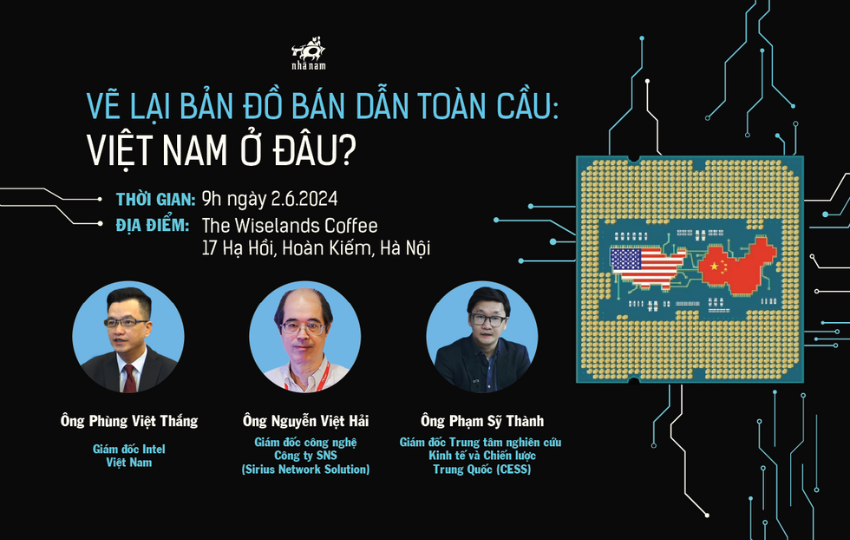 nhã nam
VẼ LẠI BẢN ĐỒ BÁN DẪN TOÀN CẦU:
VIỆT NAM Ở ĐÂU?
THỜI GIAN: 9h ngày 2.6.2024
ĐỊA ĐIỂM: The Wiselands Coffee
17 Hạ Hồi, Hoàn Kiếm, Hà Nội
Ông Phùng Việt Thắng
Giám đốc Intel
Việt Nam
Ông Nguyễn Việt Hải
Giám đốc công nghệ
Công ty SNS
(Sirius Network Solution)
Ông Phạm Sỹ Thành
Giám đốc Trung tâm nghiên cứu
Kinh tế và Chiến lược
Trung Quốc (CESS)